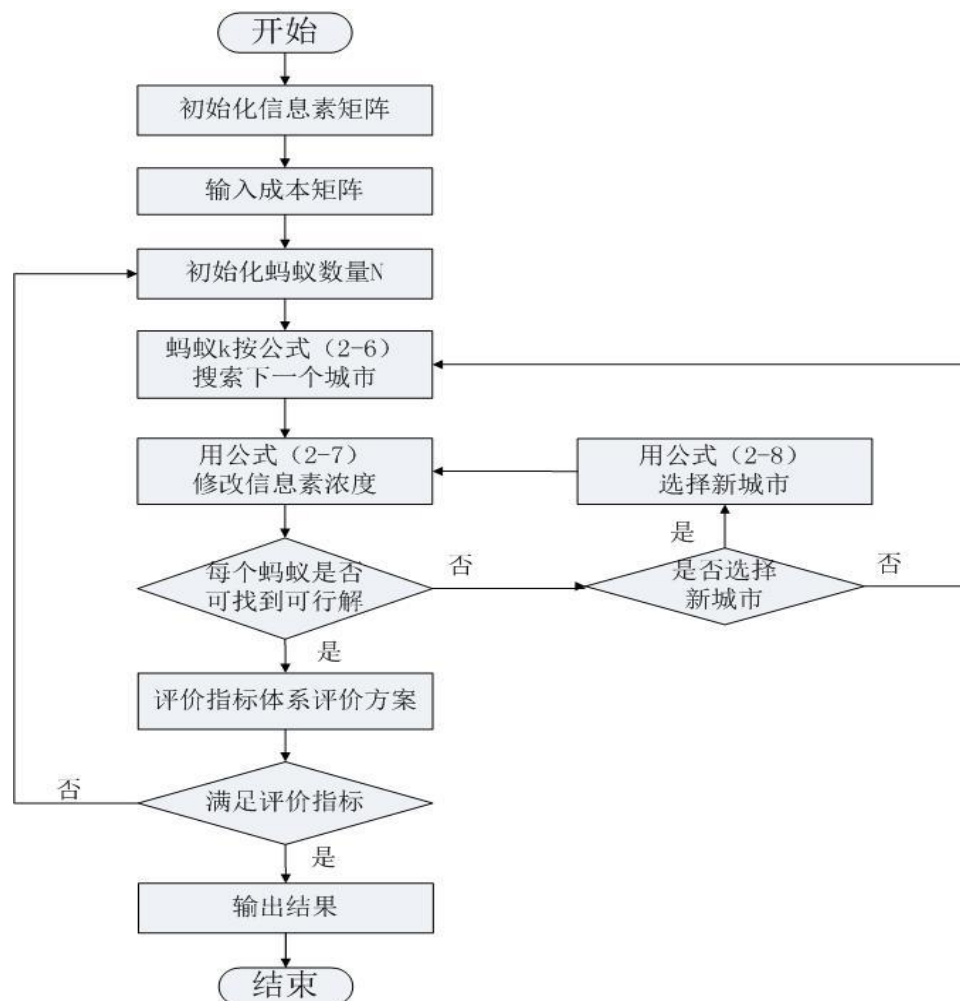 开始
初始化信息素矩阵
输入成本矩阵
初始化蚂蚁数量N
蚂蚁k按公式（2-6）
搜索下一个城市
用公式（2-7）
修改信息素浓度
用公式（2-8）
选择新城市
是
每个蚂蚁是否
可找到可行解
否
是否选择
新城市
否
是
评价指标体系评价方案
否
满足评价指标
是
输出结果
结束